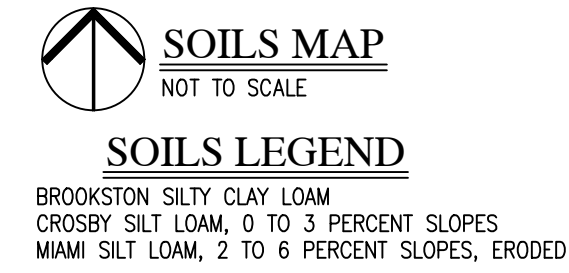 SOILS MAP
NOT TO SCALE
SOILS LEGEND
BROOKSTON SILTY CLAY LOAM
CROSBY SILT LOAM, 0 TO 3 PERCENT SLOPES
MIAMI SILT LOAM, 2 TO 6 PERCENT SLOPES, ERODED